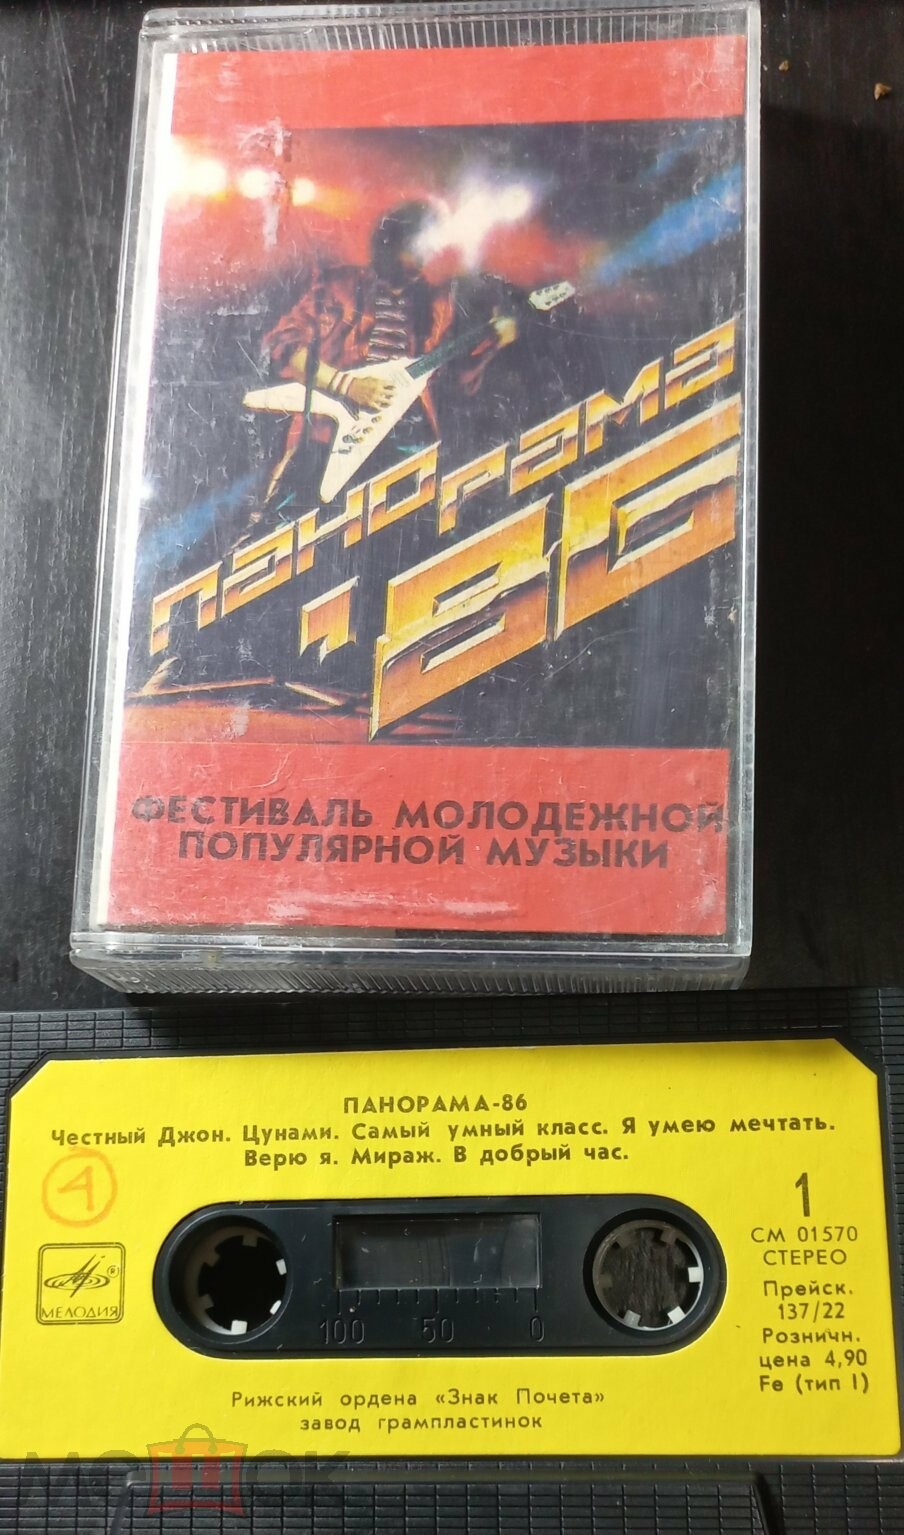 Панорама
'86
ФЕСТИВАЛЬ МОЛОДЕЖНОЙ
ПОПУЛЯРНОЙ МУЗЫКИ
ПАНОРАМА-86
Честный Джон. Цунами. Самый умный класс. Я умею мечтать.
Верю я. Мираж. В добрый час.
4
1
СМ 01570
СТЕРЕО
Прейск.
137/22
Рознichн.
цена 4,90
Fe (тип I)
МЕЛОДИЯ
100 50 0
Рижский ордена «Знак Почета»
завод грампластинок
МЕШОК